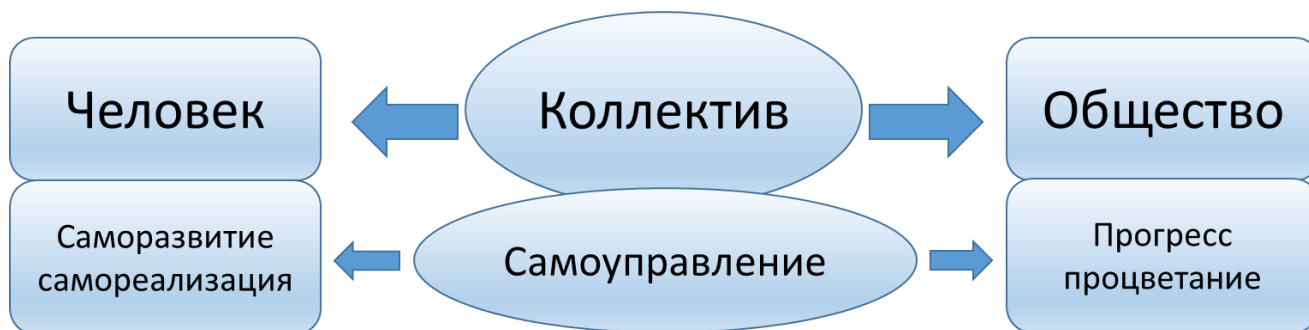 Человек
Коллектив
Общество
Саморазвитие
самореализация
Самоуправление
Прогресс
процветание